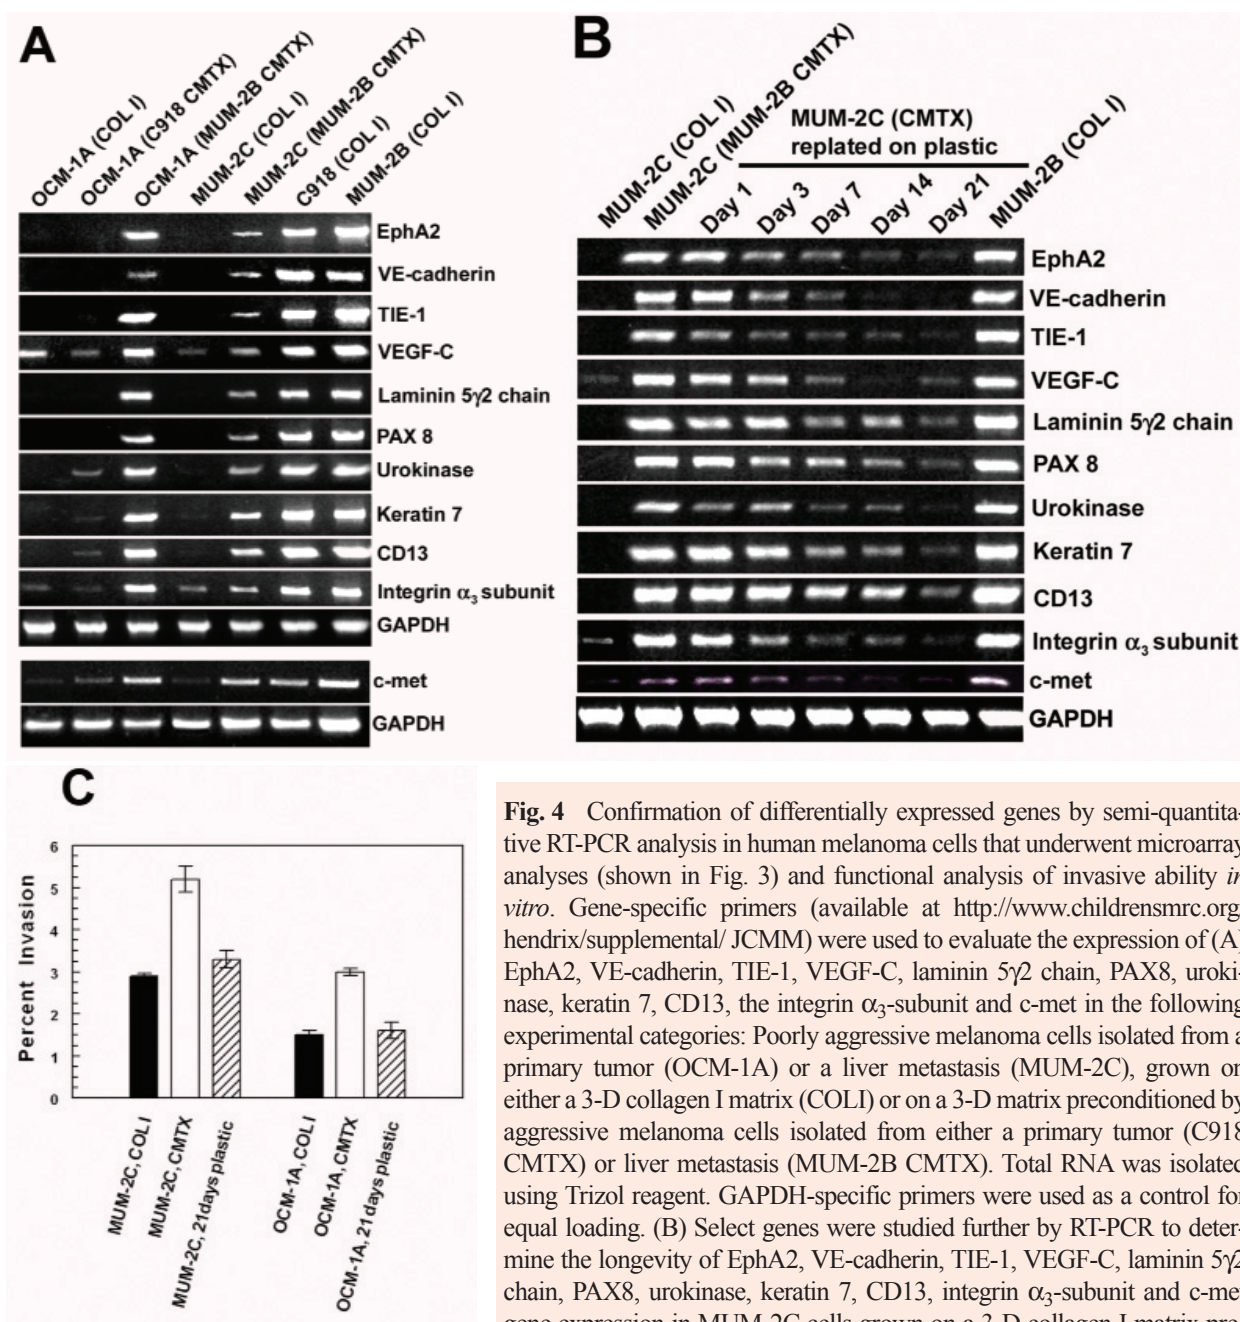 A
OCM-1A (COL I)
OCM-1A (C918 CMTX)
OCM-1A (MUM-2B CMTX)
MUM-2C (COL I)
MUM-2C (MUM-2B CMTX)
C918 (COL I)
MUM-2B (COL I)
EphA2
VE-cadherin
TIE-1
VEGF-C
Laminin 5γ2 chain
PAX 8
Urokinase
Keratin 7
CD13
Integrin α3 subunit
GAPDH
c-met
GAPDH
B
MUM-2C (COL I)
MUM-2C (MUM-2B CMTX)
MUM-2C (CMTX)
replated on plastic
Day 1
Day 3
Day 7
Day 14
Day 21
MUM-2B (COL I)
EphA2
VE-cadherin
TIE-1
VEGF-C
Laminin 5γ2 chain
PAX 8
Urokinase
Keratin 7
CD13
Integrin α3 subunit
c-met
GAPDH
C
Percent Invasion
6
5
4
3
2
1
0
MUM-2C, COL I
MUM-2C, CMTX
MUM-2C, 21days plastic
OCM-1A, COL I
OCM-1A, CMTX
OCM-1A, 21 days plastic
Fig. 4 Confirmation of differentially expressed genes by semi-quantita-
tive RT-PCR analysis in human melanoma cells that underwent microarray
analyses (shown in Fig. 3) and functional analysis of invasive ability in
vitro. Gene-specific primers (available at http://www.childrensmrc.org/
hendrix/supplemental/ JCMM) were used to evaluate the expression of (A)
EphA2, VE-cadherin, TIE-1, VEGF-C, laminin 5γ2 chain, PAX8, uroki-
nase, keratin 7, CD13, the integrin α3-subunit and c-met in the following
experimental categories: Poorly aggressive melanoma cells isolated from a
primary tumor (OCM-1A) or a liver metastasis (MUM-2C), grown on
either a 3-D collagen I matrix (COLI) or on a 3-D matrix preconditioned by
aggressive melanoma cells isolated from either a primary tumor (C918
CMTX) or liver metastasis (MUM-2B CMTX). Total RNA was isolated
using Trizol reagent. GAPDH-specific primers were used as a control for
equal loading. (B) Select genes were studied further by RT-PCR to deter-
mine the longevity of EphA2, VE-cadherin, TIE-1, VEGF-C, laminin 5γ2
chain, PAX8, urokinase, keratin 7, CD13, integrin α3-subunit and c-met
gene expression in MUM-2C cells grown on a 3-D collagen I matrix pre-